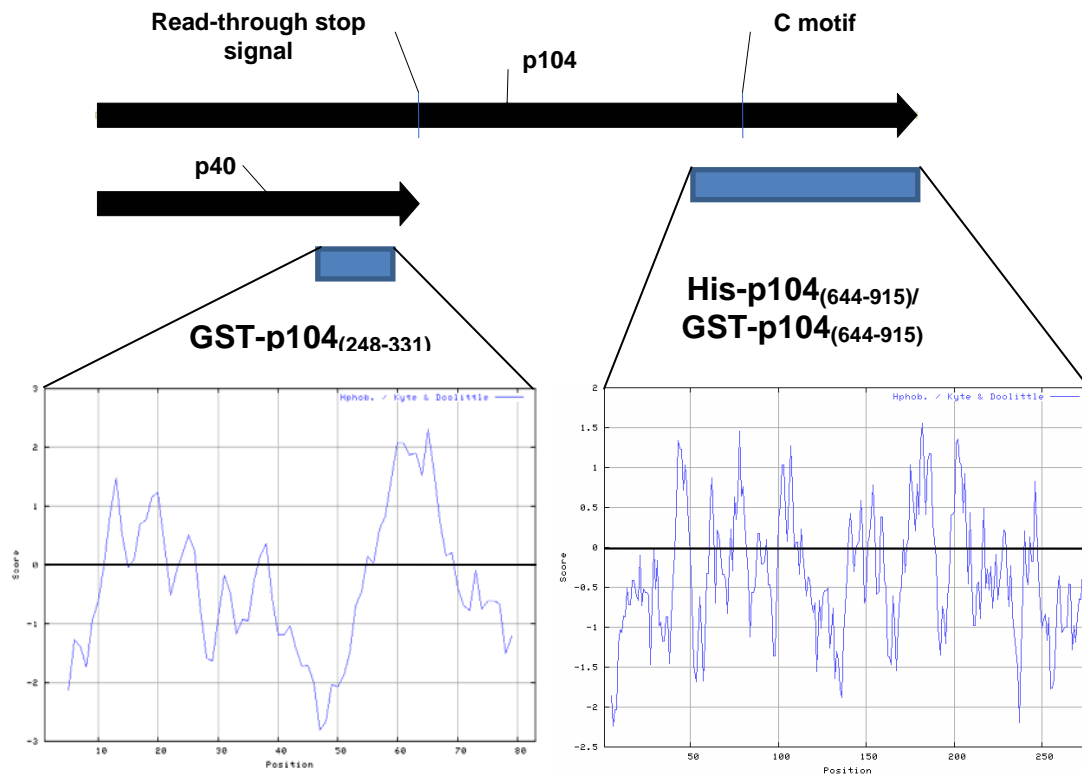 Read-through stop
signal
C motif
p104
p40
GST-p104(248-331)
His-p104(644-915)/
GST-p104(644-915)
Hphob. / Kyte & Doolittle
3
2
1
0
-1
-2
-3
Score
10 20 30 40 50 60 70 80
Position
Hphob. / Kyte & Doolittle
2
1.5
1
0.5
0
-0.5
-1
-1.5
-2
-2.5
Score
50 100 150 200 250
Position